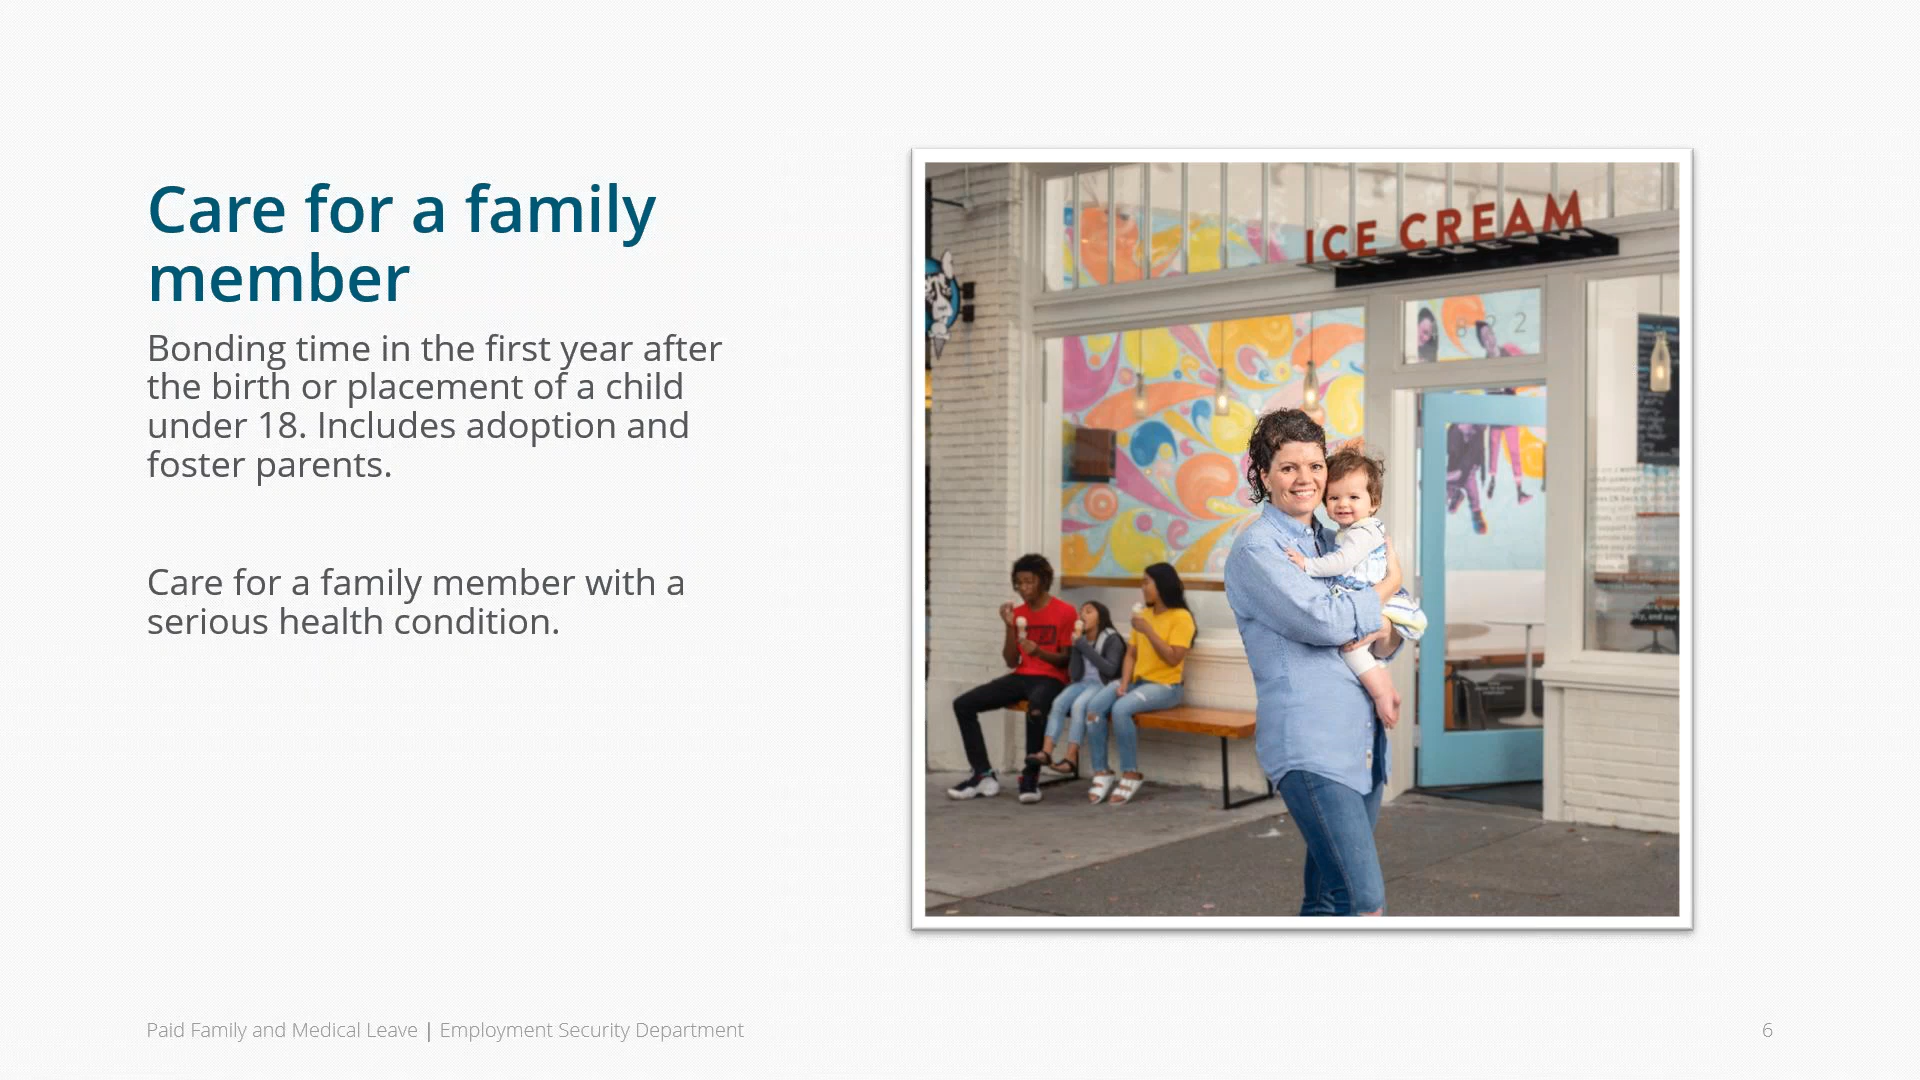 Care for a family
member
Bonding time in the first year after
the birth or placement of a child
under 18. Includes adoption and
foster parents.
Care for a family member with a
serious health condition.
ICE CREAM
822
Paid Family and Medical Leave | Employment Security Department
6